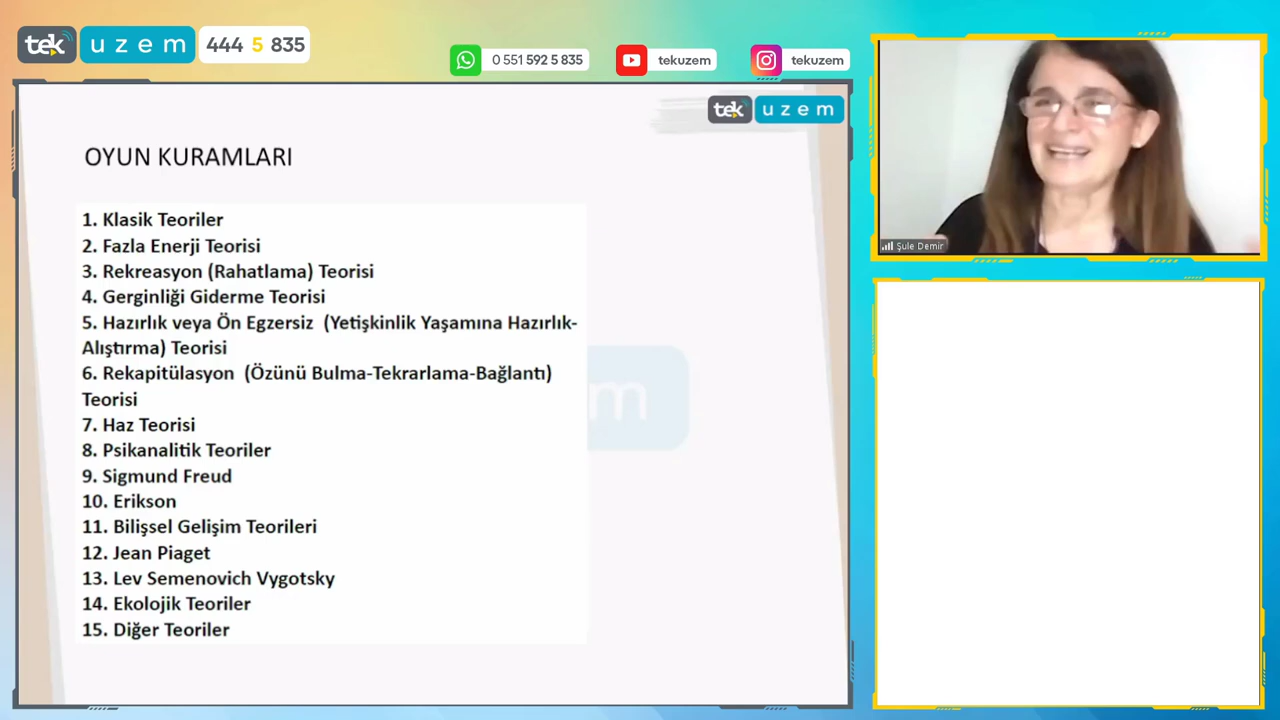 tek uzem 444 5 835
0 551 592 5 835
tekuzem
tekuzem
tek uzem
OYUN KURAMLARI
1. Klasik Teoriler
2. Fazla Enerji Teorisi
3. Rekreasyon (Rahatlama) Teorisi
4. Gerginliği Giderme Teorisi
5. Hazırlık veya Ön Egzersiz (Yetişkinlik Yaşamına Hazırlık-
Alıştırma) Teorisi
6. Rekapitülasyon (Özünü Bulma-Tekrarlama-Bağlantı)
Teorisi
7. Haz Teorisi
8. Psikanalitik Teoriler
9. Sigmund Freud
10. Erikson
11. Bilişsel Gelişim Teorileri
12. Jean Piaget
13. Lev Semenovich Vygotsky
14. Ekolojik Teoriler
15. Diğer Teoriler
Şule Demir